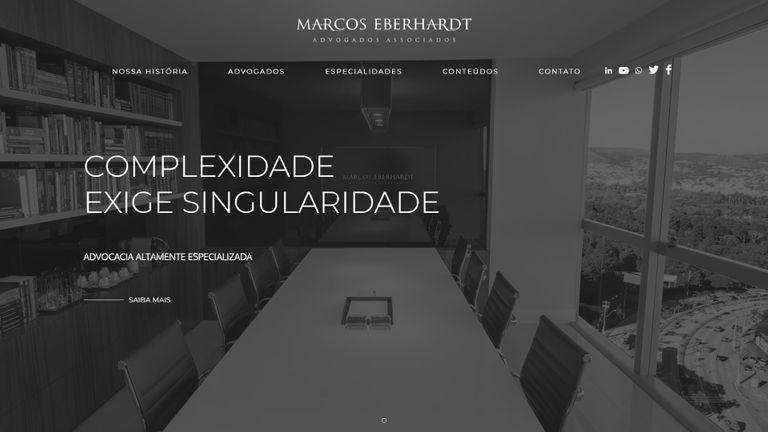 MARCOS EBERHARDT
ADVOGADOS ASSOCIADOS
NOSSA HISTÓRIA
ADVOGADOS
ESPECIALIDADES
CONTEÚDOS
CONTATO
COMPLEXIDADE
EXIGE SINGULARIDADE
MARCOS EBERHARDT
ADVOCACIA ALTAMENTE ESPECIALIZADA
SAIBA MAIS